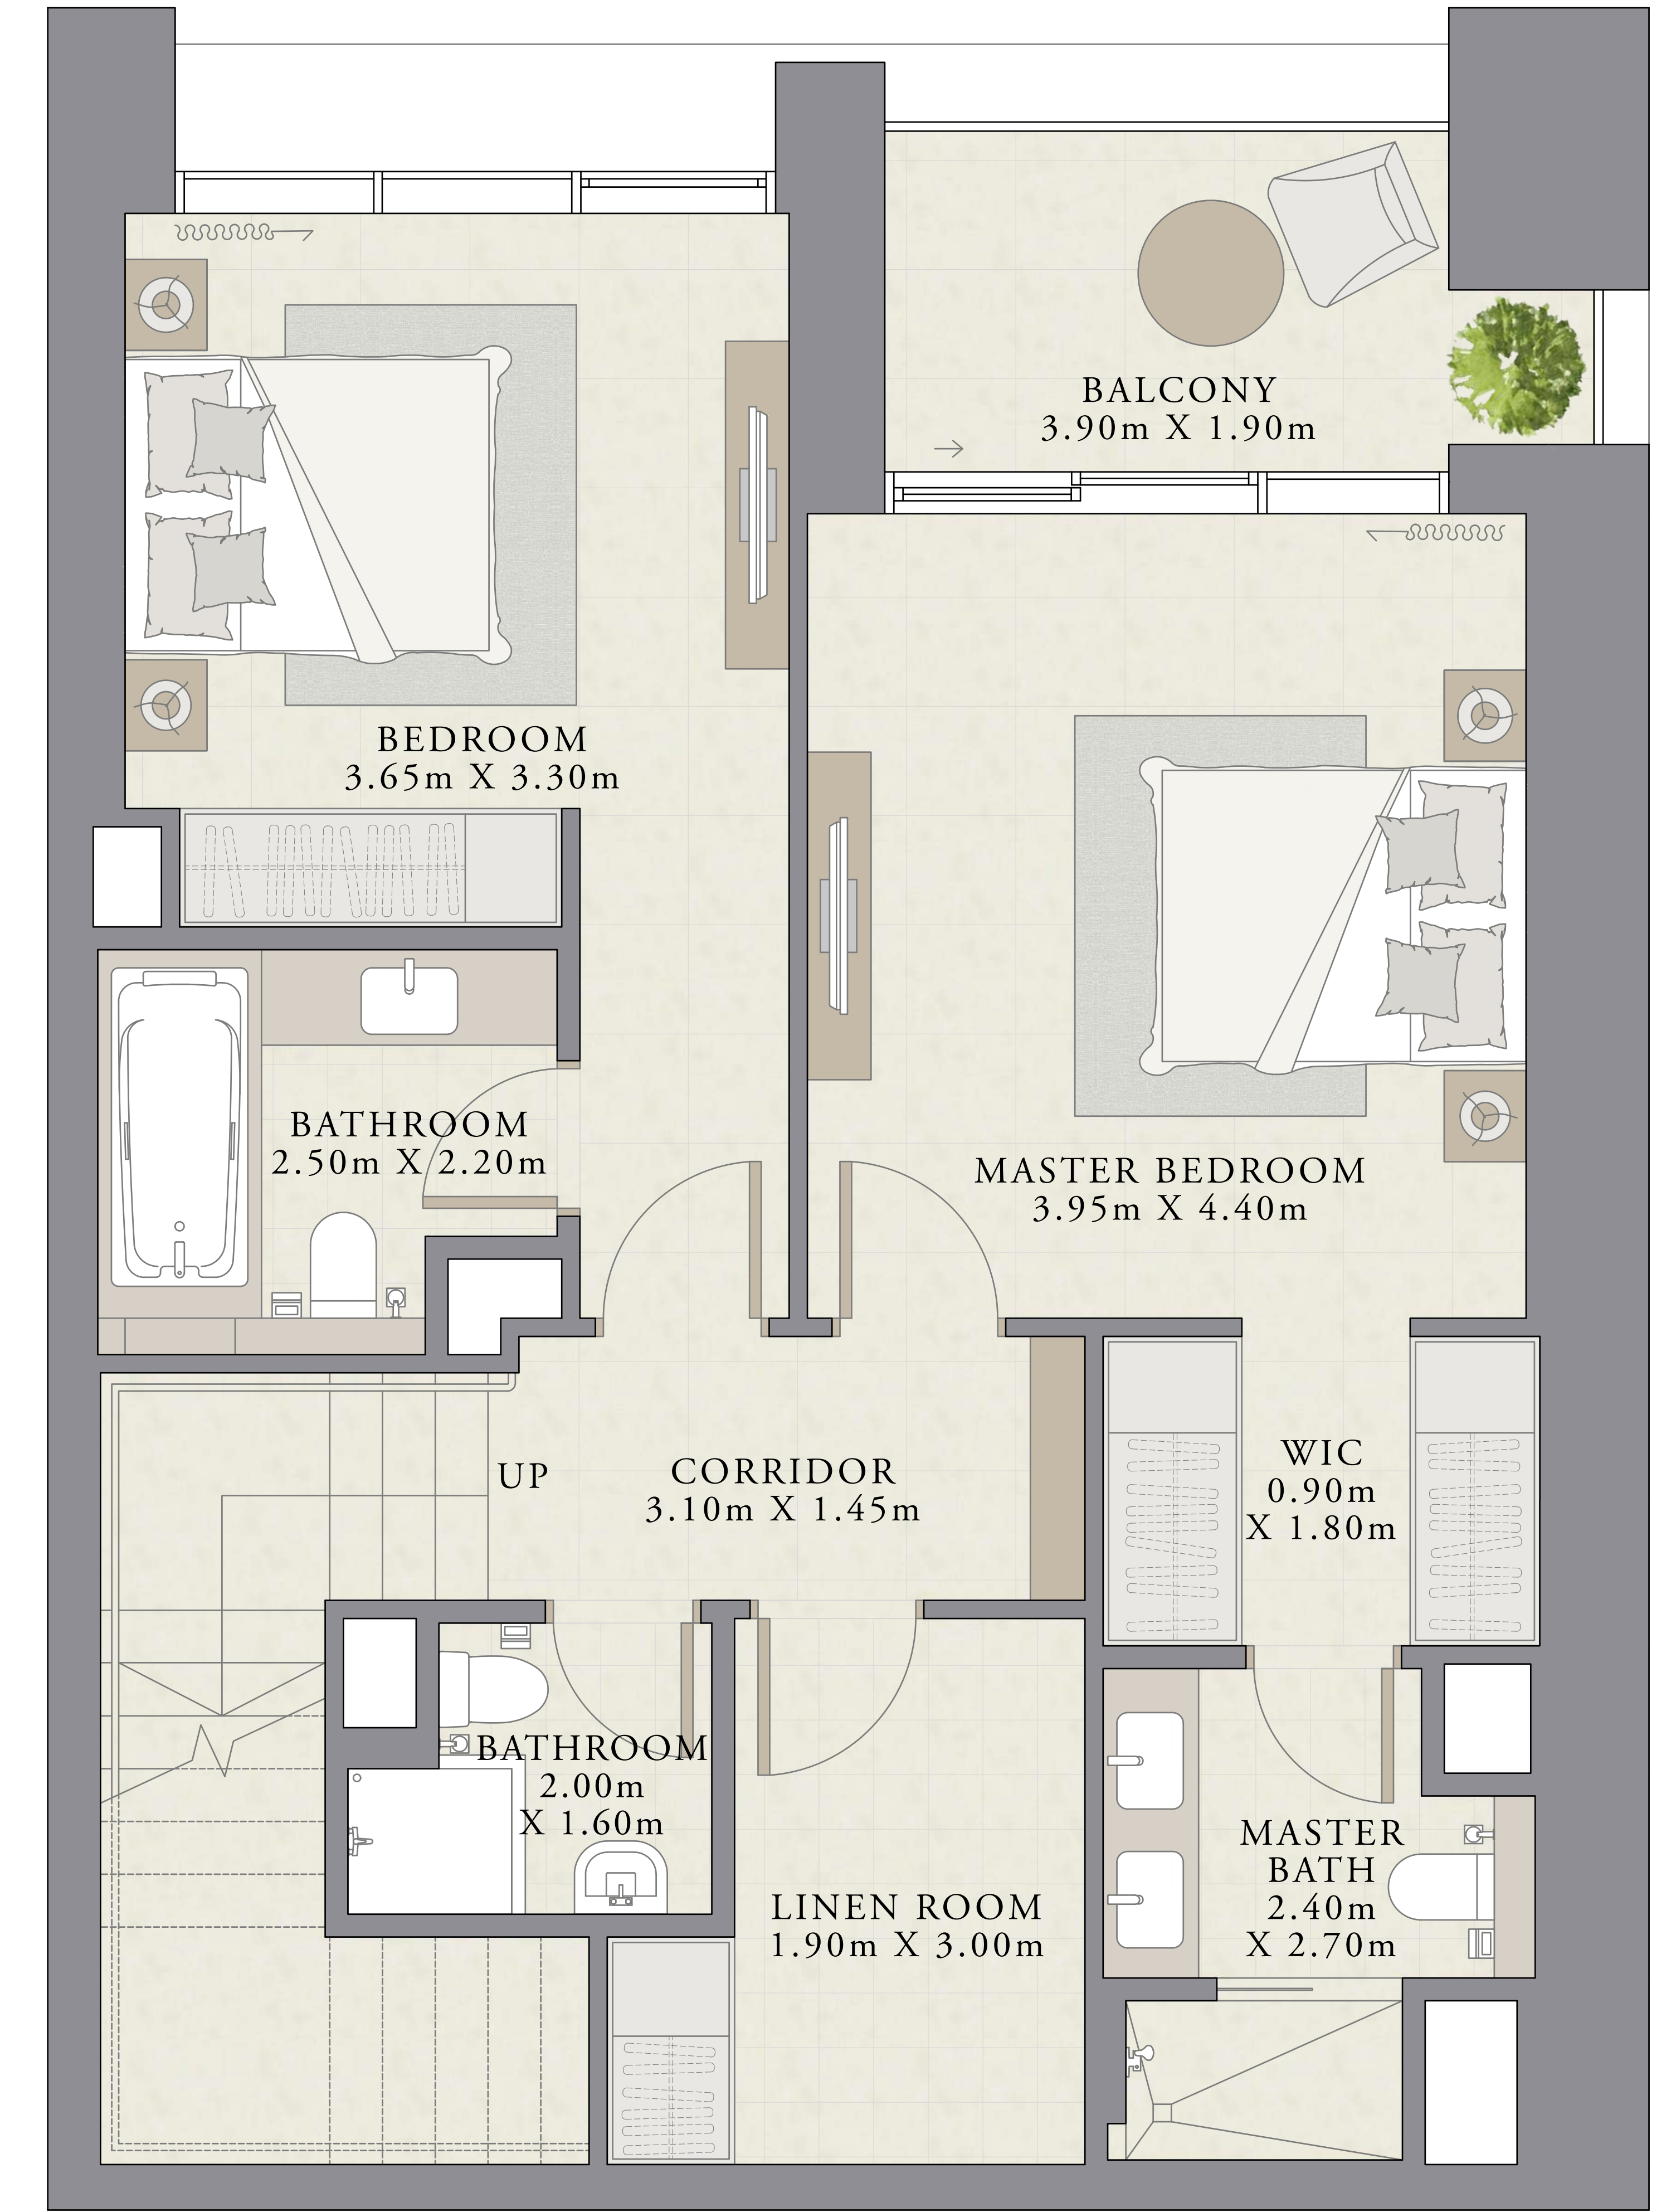 BALCONY
3.90m X 1.90m
BEDROOM
3.65m X 3.30m
BATHROOM
2.50m X 2.20m
MASTER BEDROOM
3.95m X 4.40m
UP
CORRIDOR
3.10m X 1.45m
WIC
0.90m
X 1.80m
BATHROOM
2.00m
X 1.60m
MASTER
BATH
2.40m
X 2.70m
LINEN ROOM
1.90m X 3.00m